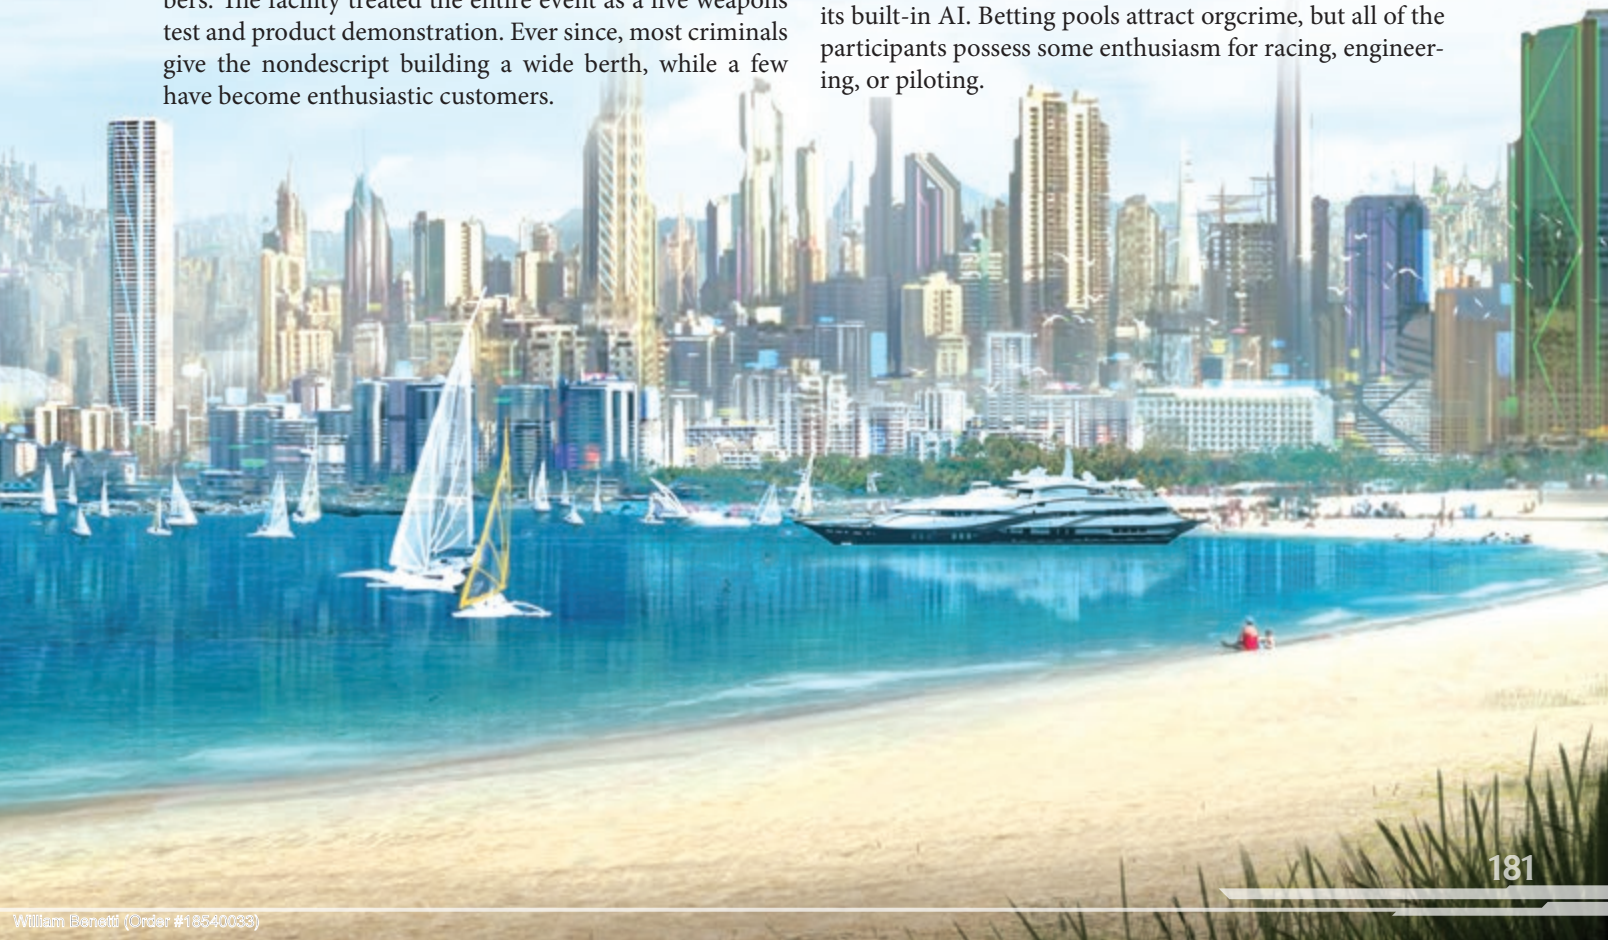 bers. The facility treated the entire event as a live weapons
test and product demonstration. Ever since, most criminals
give the nondescript building a wide berth, while a few
have become enthusiastic customers.
its built-in AI. Betting pools attract orgcrime, but all of the
participants possess some enthusiasm for racing, engineer-
ing, or piloting.
181
William Benetti (Order #18540033)